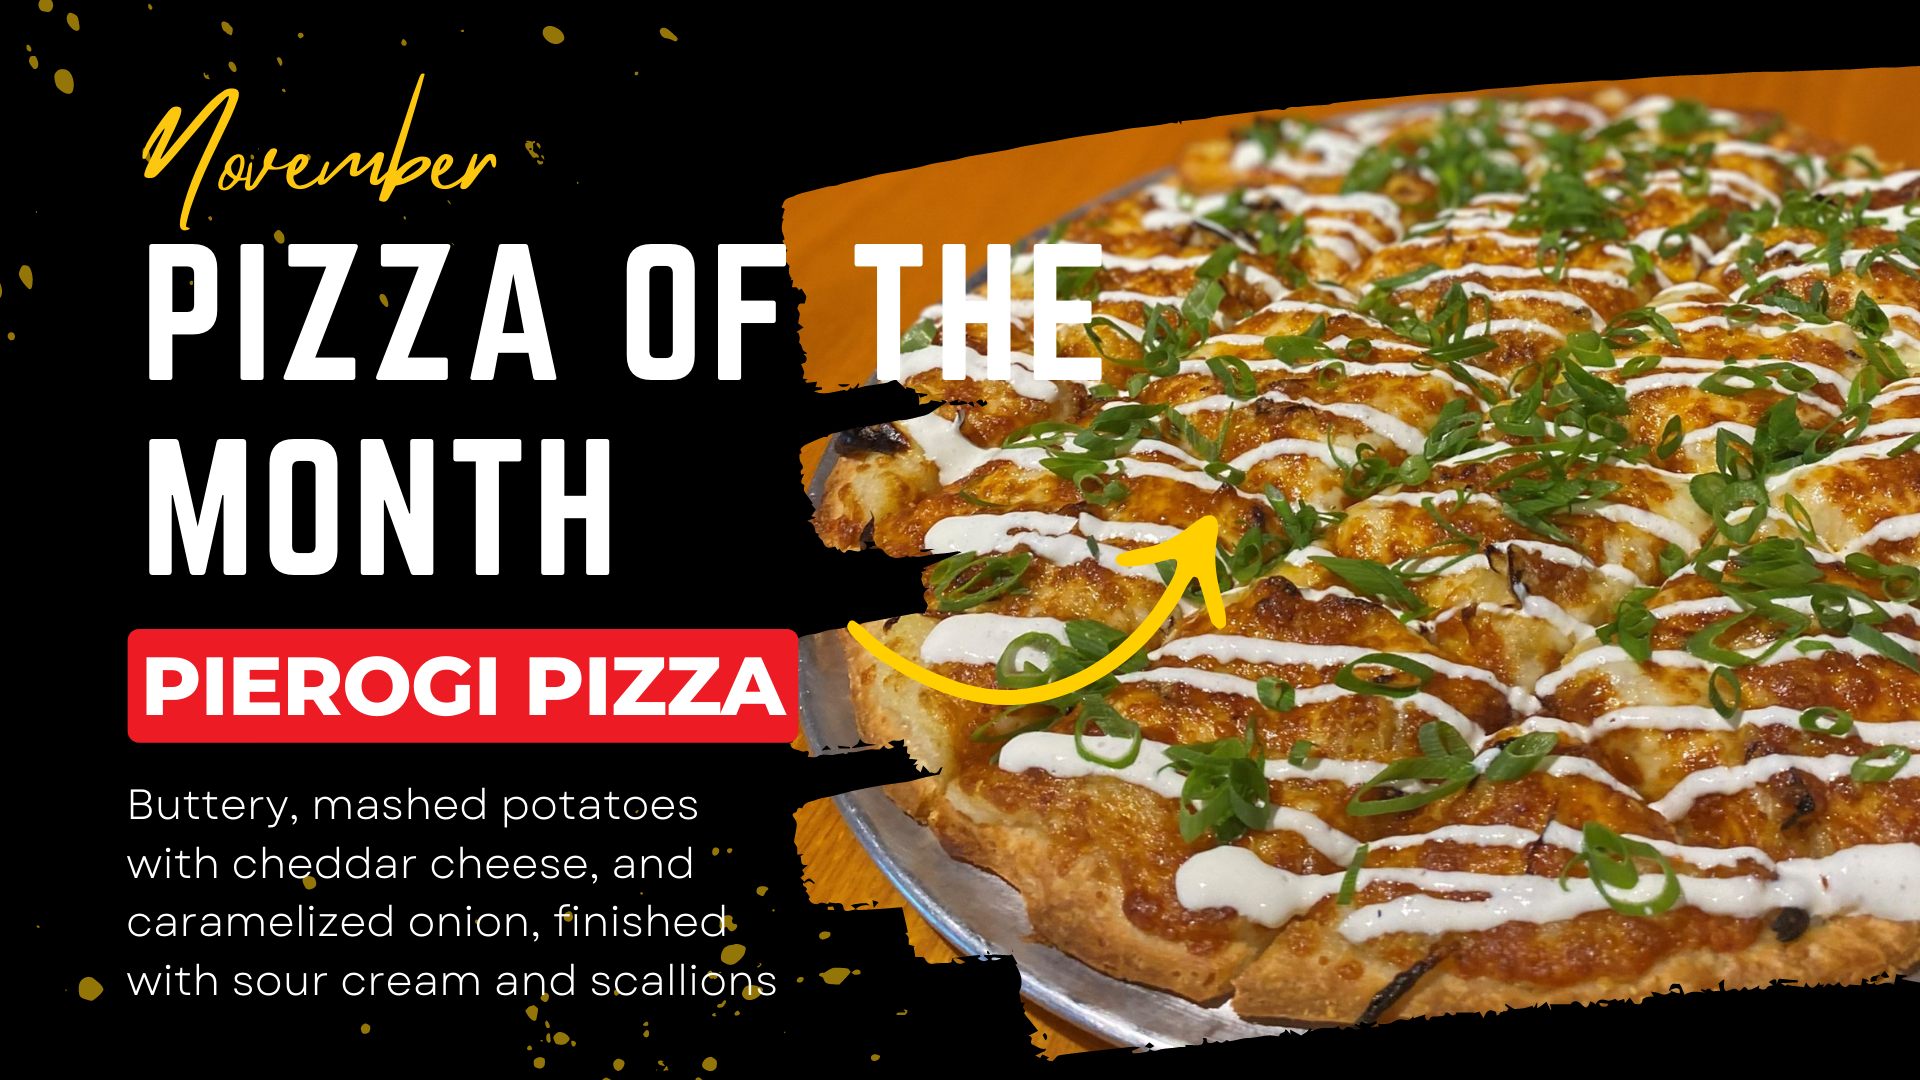 November
PIZZA OF THE
MONTH
PIEROGI PIZZA
Buttery, mashed potatoes
with cheddar cheese, and
caramelized onion, finished
with sour cream and scallions